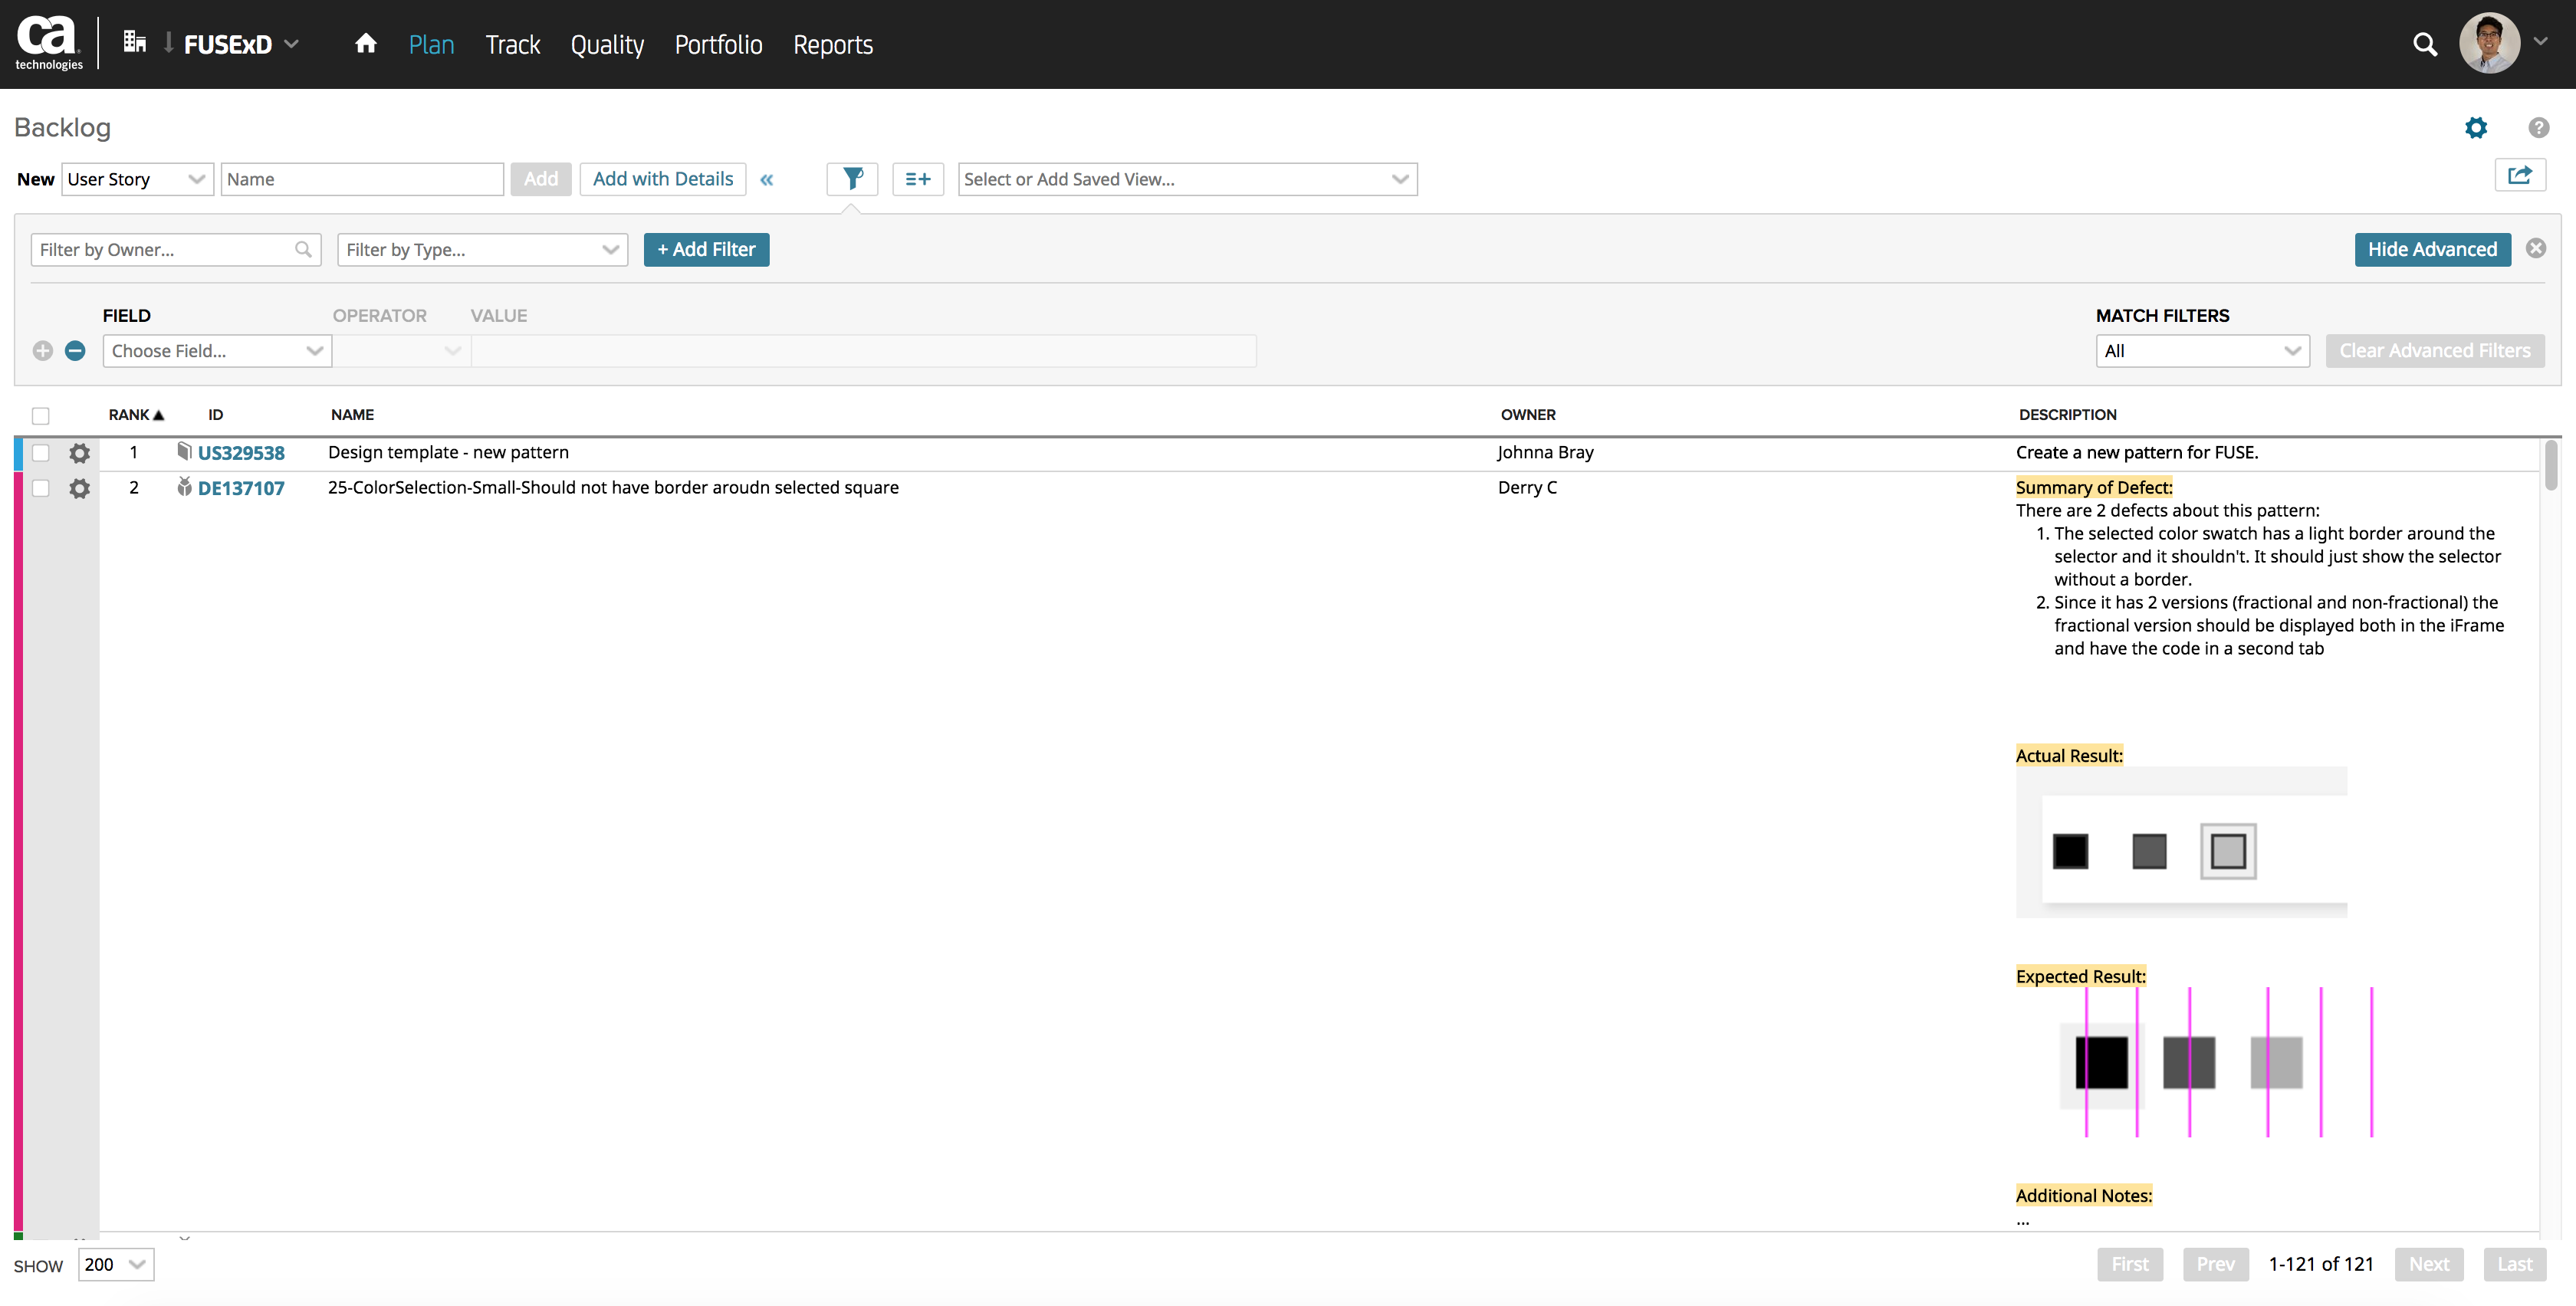 ca
technologies
FUSExD
Plan
Track
Quality
Portfolio
Reports
Backlog
New
User Story
Name
Add
Add with Details
Select or Add Saved View...
Filter by Owner...
Filter by Type...
+ Add Filter
Hide Advanced
FIELD
OPERATOR
VALUE
MATCH FILTERS
Choose Field...
All
Clear Advanced Filters
RANK
ID
NAME
OWNER
DESCRIPTION
1
US329538
Design template - new pattern
Johnna Bray
Create a new pattern for FUSE.
2
DE137107
25-ColorSelection-Small-Should not have border aroudn selected square
Derry C
Summary of Defect:
There are 2 defects about this pattern:
1. The selected color swatch has a light border around the
selector and it shouldn't. It should just show the selector
without a border.
2. Since it has 2 versions (fractional and non-fractional) the
fractional version should be displayed both in the iFrame
and have the code in a second tab
Actual Result:
Expected Result:
Additional Notes:
...
SHOW
200
First
Prev
1-121 of 121
Next
Last